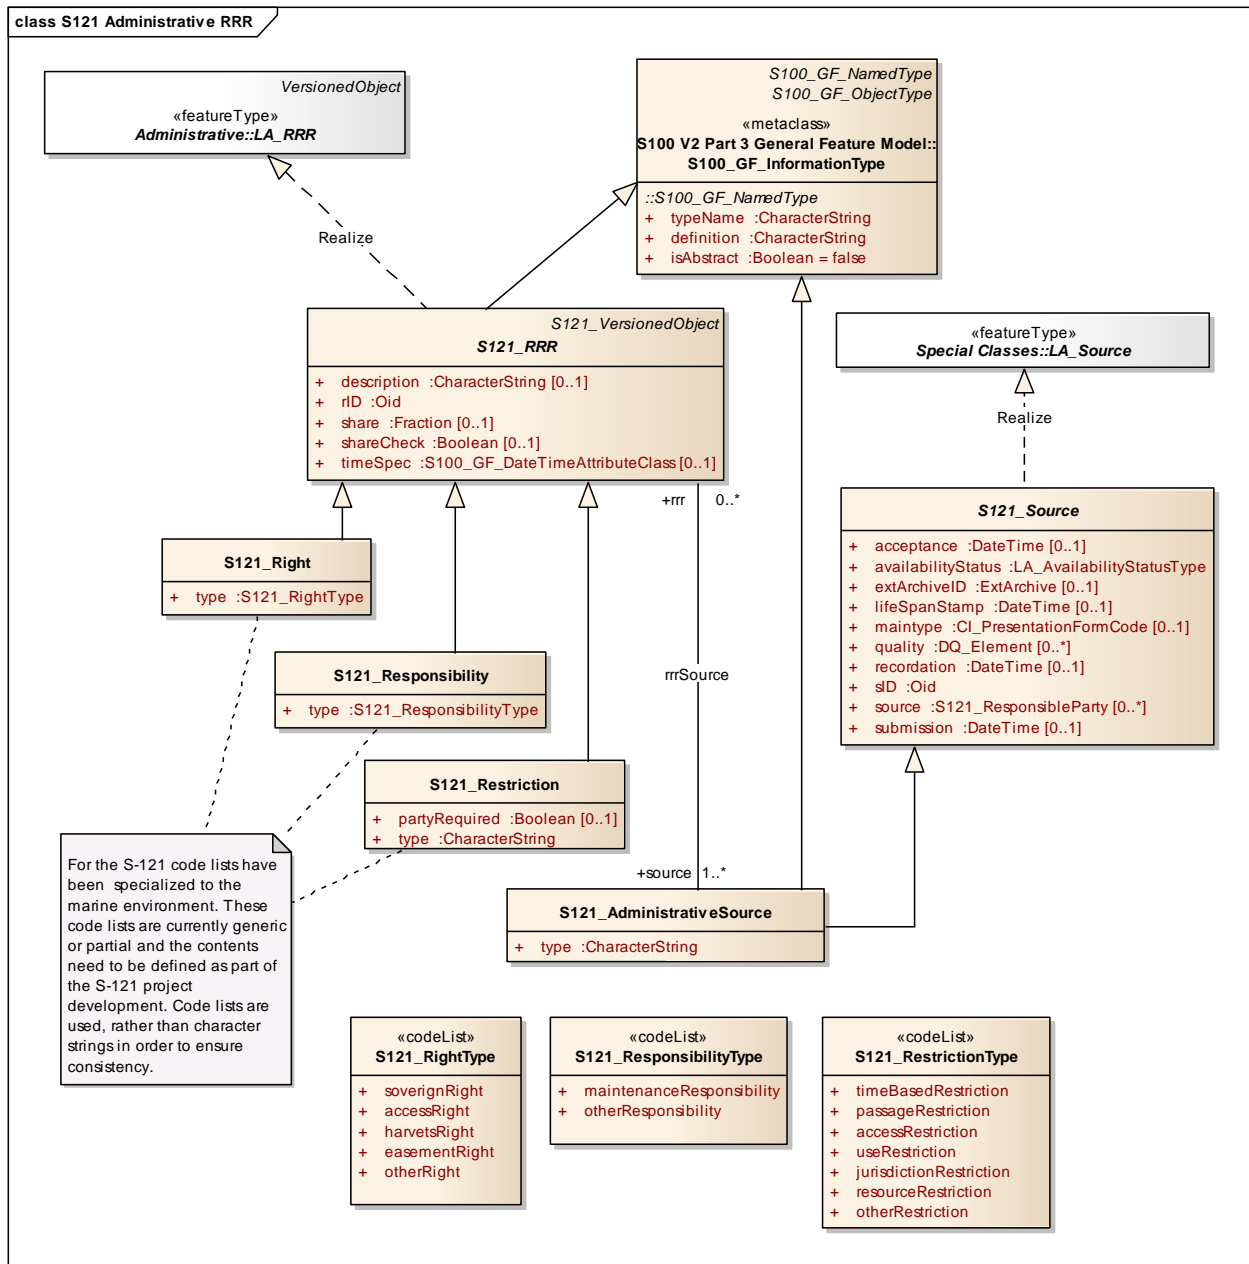 class S121 Administrative RRR
VersionedObject
«featureType»
Administrative::LA_RRR
S100_GF_NamedType
S100_GF_ObjectType
«metaclass»
S100 V2 Part 3 General Feature Model::
S100_GF_InformationType
::S100_GF_NamedType
+ typeName :CharacterString
+ definition :CharacterString
+ isAbstract :Boolean = false
Realize
S121_VersionedObject
S121_RRR
+ description :CharacterString [0..1]
+ rID :Oid
+ share :Fraction [0..1]
+ shareCheck :Boolean [0..1]
+ timeSpec :S100_GF_DateTimeAttributeClass [0..1]
«featureType»
Special Classes::LA_Source
Realize
S121_Source
+ acceptance :DateTime [0..1]
+ availabilityStatus :LA_AvailabilityStatusType
+ extArchiveID :ExtArchive [0..1]
+ lifeSpanStamp :DateTime [0..1]
+ maintype :CI_PresentationFormCode [0..1]
+ quality :DQ_Element [0..*]
+ recordation :DateTime [0..1]
+ sID :Oid
+ source :S121_ResponsibleParty [0..*]
+ submission :DateTime [0..1]
+rrr 0..*
S121_Right
+ type :S121_RightType
S121_Responsibility
+ type :S121_ResponsibilityType
rrrSource
S121_Restriction
+ partyRequired :Boolean [0..1]
+ type :CharacterString
For the S-121 code lists have
been specialized to the
marine environment. These
code lists are currently generic
or partial and the contents
need to be defined as part of
the S-121 project
development. Code lists are
used, rather than character
strings in order to ensure
consistency.
+source 1..*
S121_AdministrativeSource
+ type :CharacterString
«codeList»
S121_RightType
+ soverignRight
+ accessRight
+ harvetsRight
+ easementRight
+ otherRight
«codeList»
S121_ResponsibilityType
+ maintenanceResponsibility
+ otherResponsibility
«codeList»
S121_RestrictionType
+ timeBasedRestriction
+ passageRestriction
+ accessRestriction
+ useRestriction
+ jurisdictionRestriction
+ resourceRestriction
+ otherRestriction